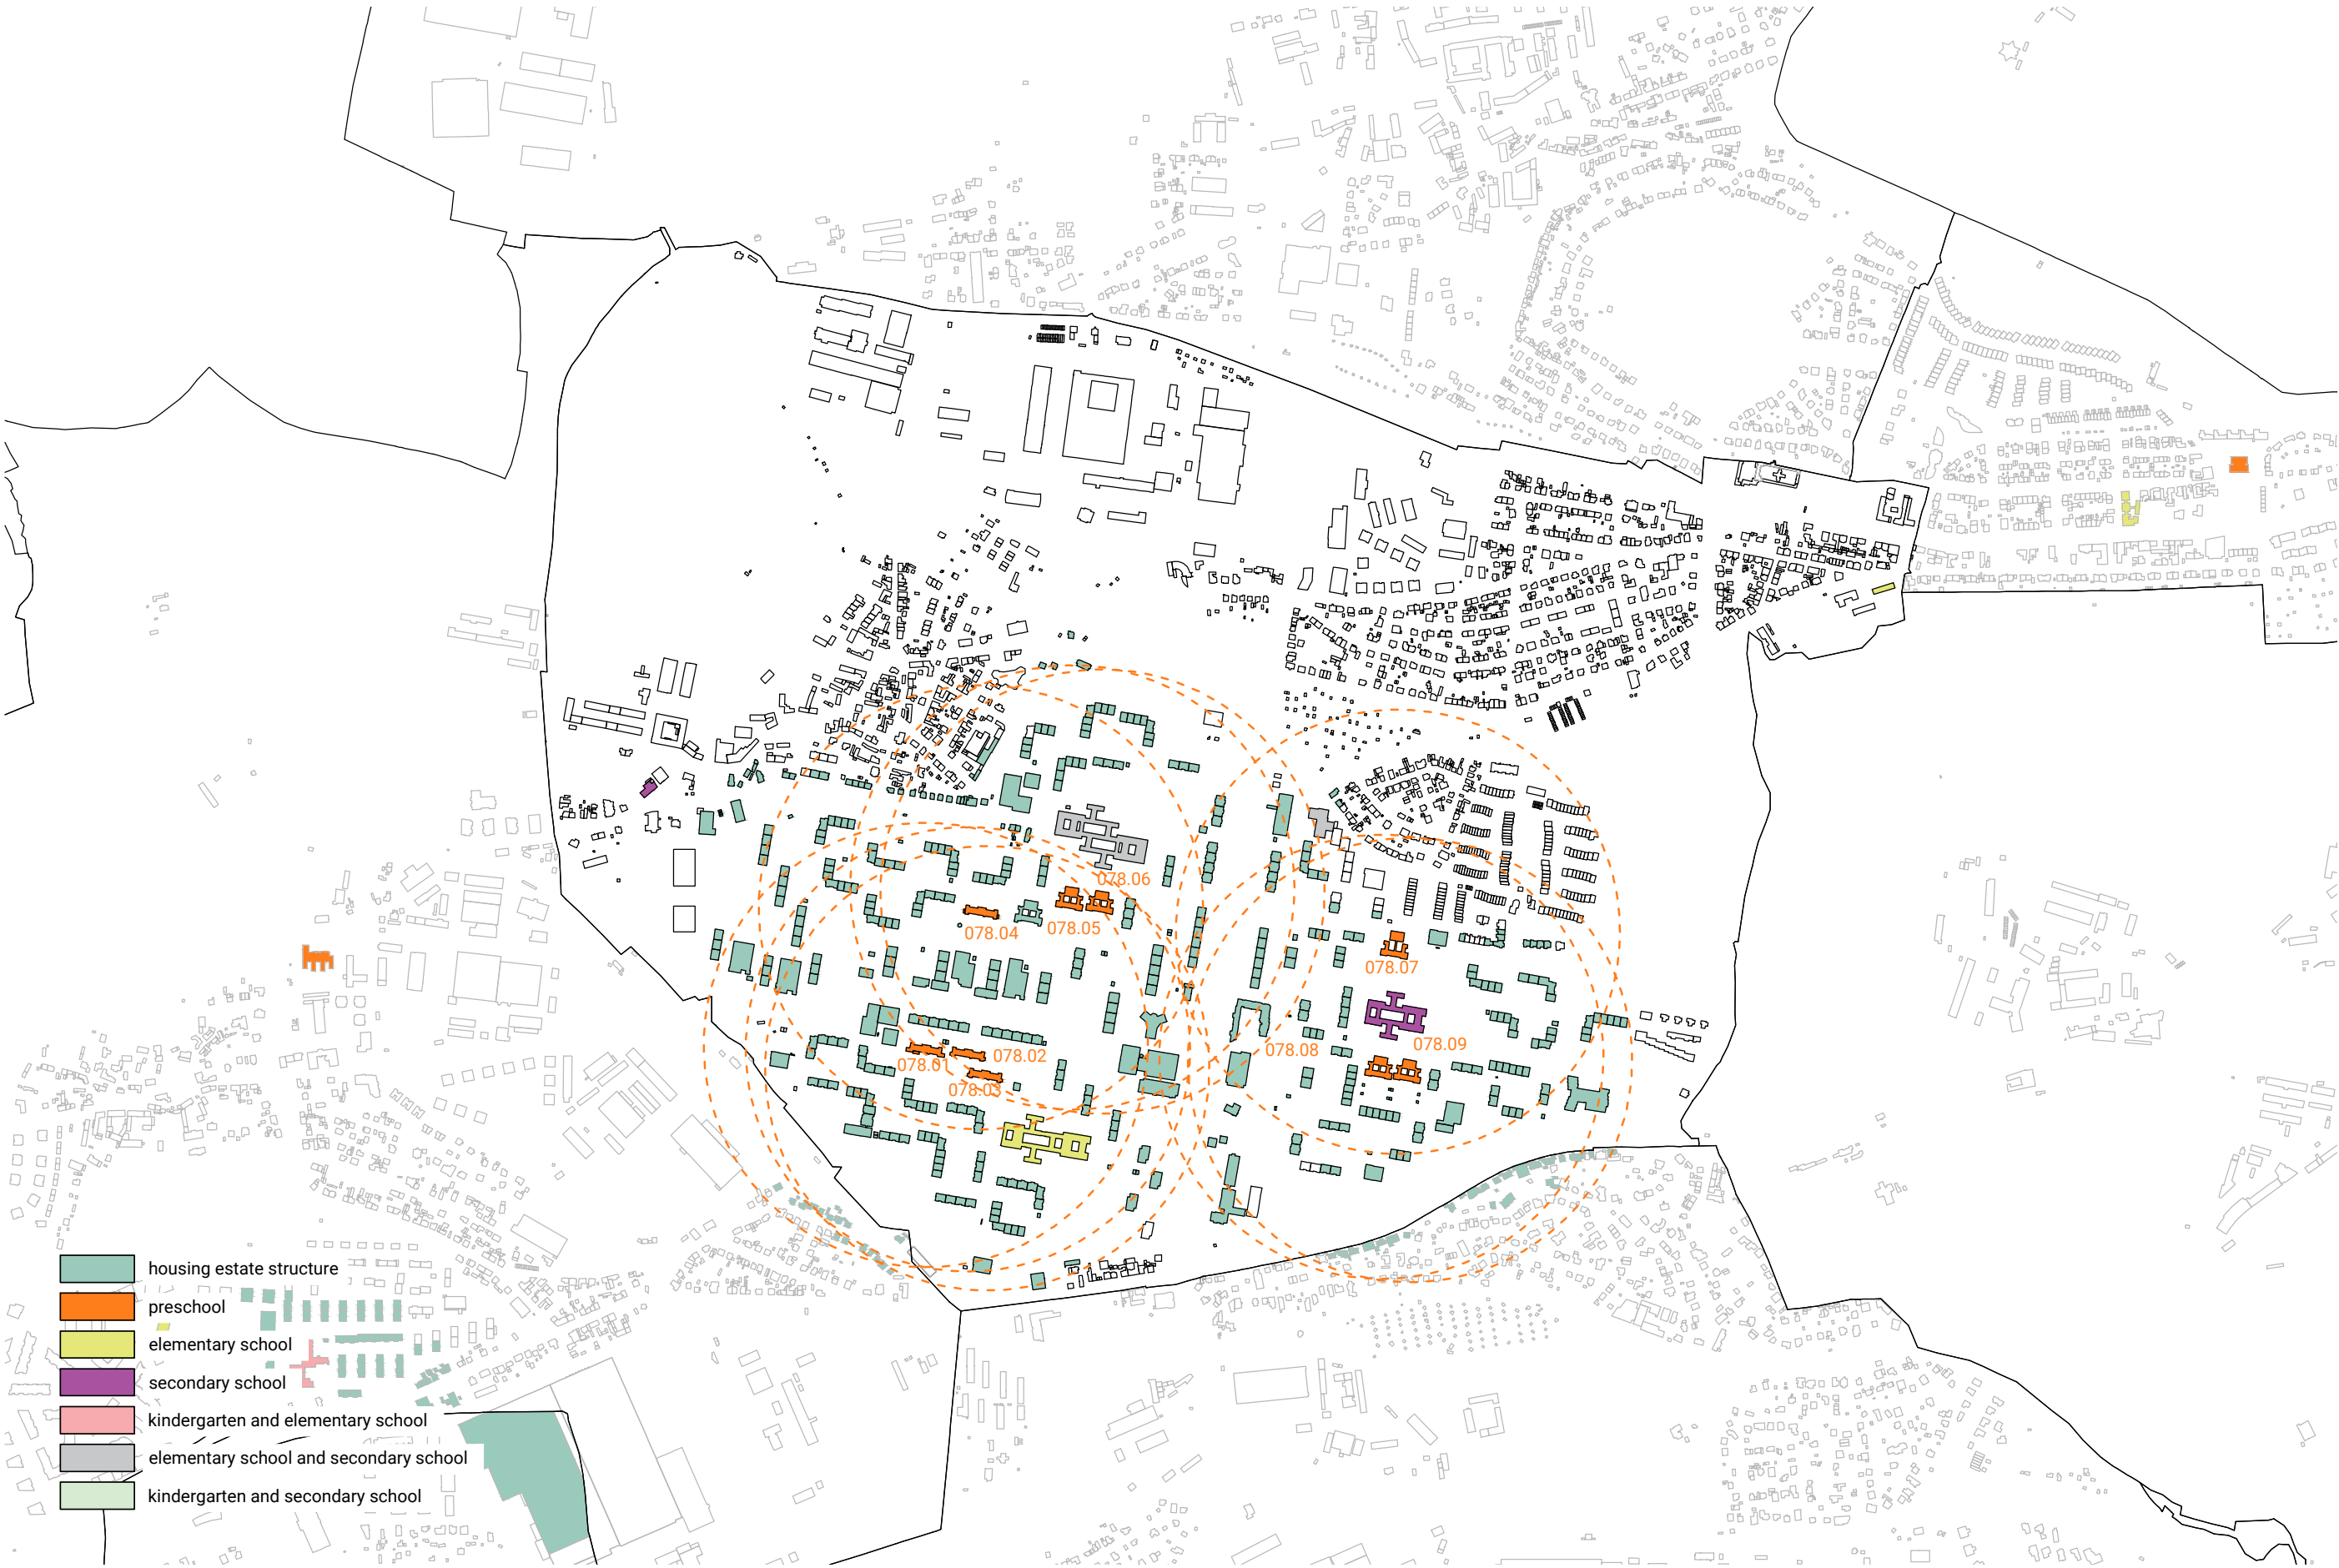 078.06
078.05
078.04
078.07
078.09
078.08
078.02
078.01
078.03
housing estate structure
preschool
elementary school
secondary school
kindergarten and elementary school
elementary school and secondary school
kindergarten and secondary school